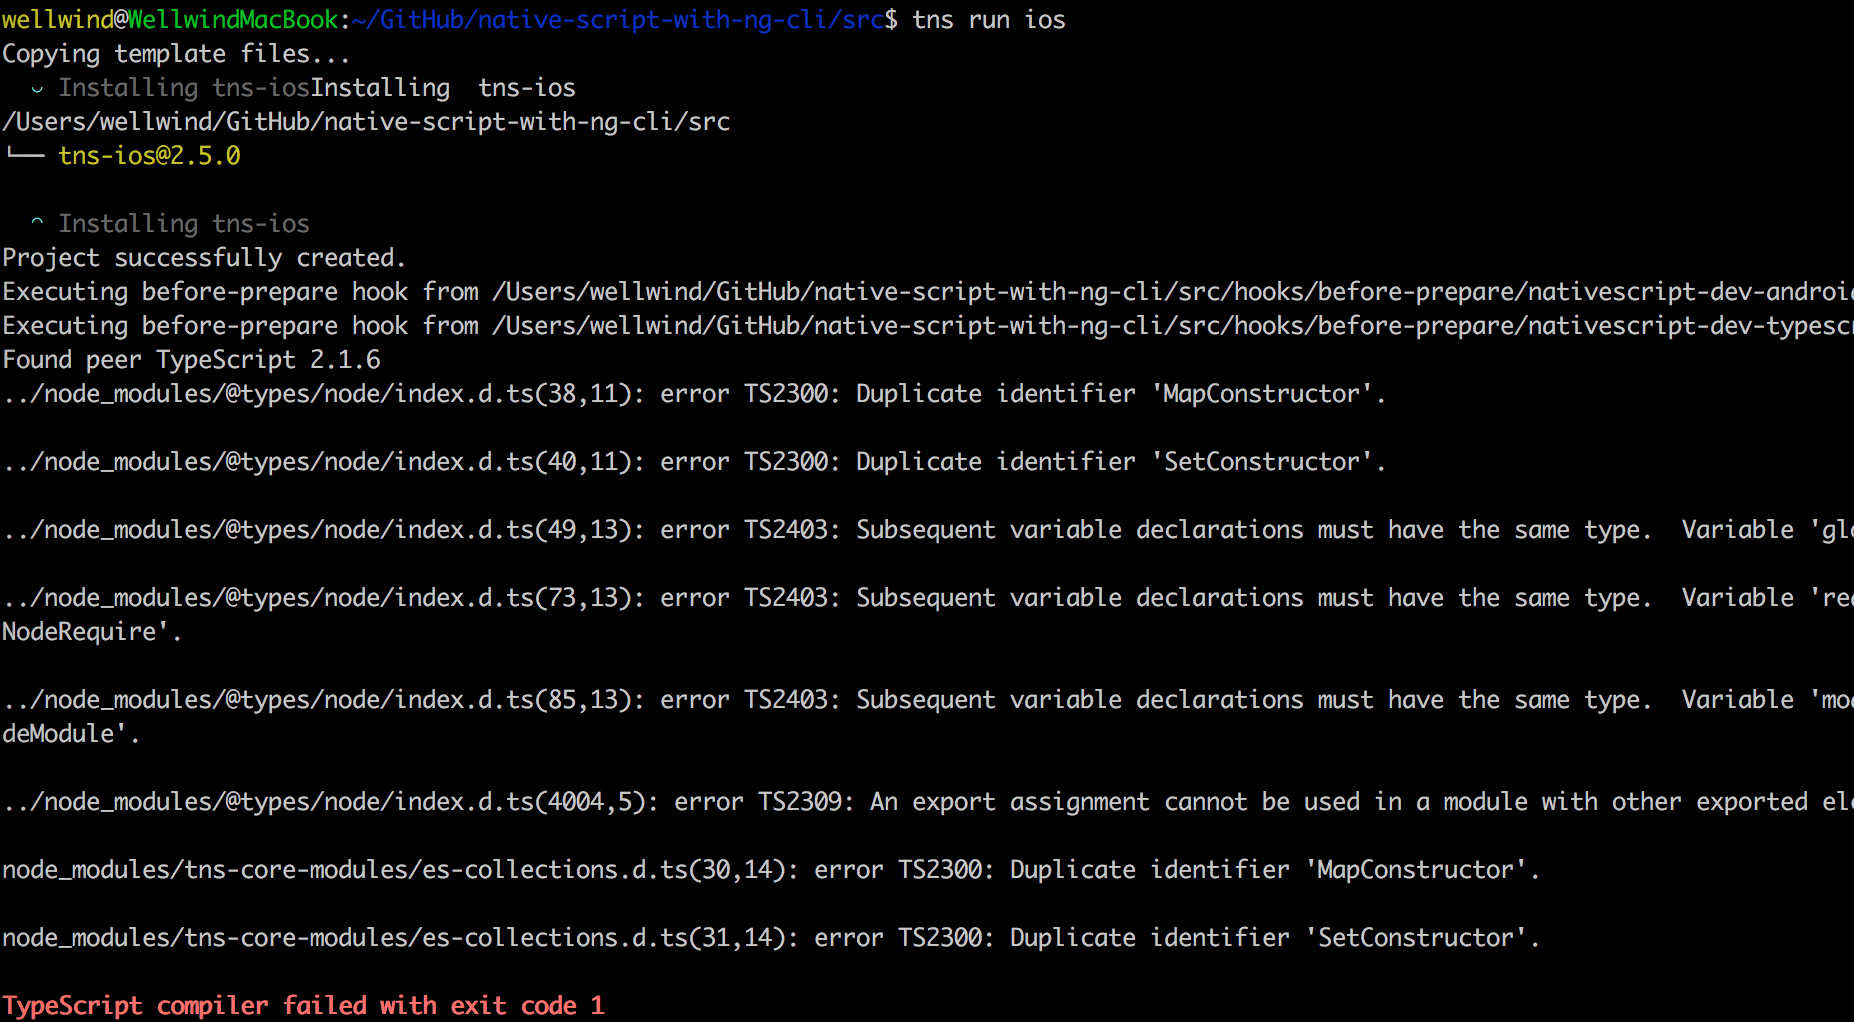 wellwind@WellwindMacBook:~/GitHub/native-script-with-ng-cli/src$ tns run ios
Copying template files...
Installing tns-iosInstalling  tns-ios
/Users/wellwind/GitHub/native-script-with-ng-cli/src
└── tns-ios@2.5.0
Installing tns-ios
Project successfully created.
Executing before-prepare hook from /Users/wellwind/GitHub/native-script-with-ng-cli/src/hooks/before-prepare/nativescript-dev-androi
Executing before-prepare hook from /Users/wellwind/GitHub/native-script-with-ng-cli/src/hooks/before-prepare/nativescript-dev-typesc
Found peer TypeScript 2.1.6
../node_modules/@types/node/index.d.ts(38,11): error TS2300: Duplicate identifier 'MapConstructor'.
../node_modules/@types/node/index.d.ts(40,11): error TS2300: Duplicate identifier 'SetConstructor'.
../node_modules/@types/node/index.d.ts(49,13): error TS2403: Subsequent variable declarations must have the same type.  Variable 'gl
../node_modules/@types/node/index.d.ts(73,13): error TS2403: Subsequent variable declarations must have the same type.  Variable 're
NodeRequire'.
../node_modules/@types/node/index.d.ts(85,13): error TS2403: Subsequent variable declarations must have the same type.  Variable 'mo
deModule'.
../node_modules/@types/node/index.d.ts(4004,5): error TS2309: An export assignment cannot be used in a module with other exported el
node_modules/tns-core-modules/es-collections.d.ts(30,14): error TS2300: Duplicate identifier 'MapConstructor'.
node_modules/tns-core-modules/es-collections.d.ts(31,14): error TS2300: Duplicate identifier 'SetConstructor'.
TypeScript compiler failed with exit code 1